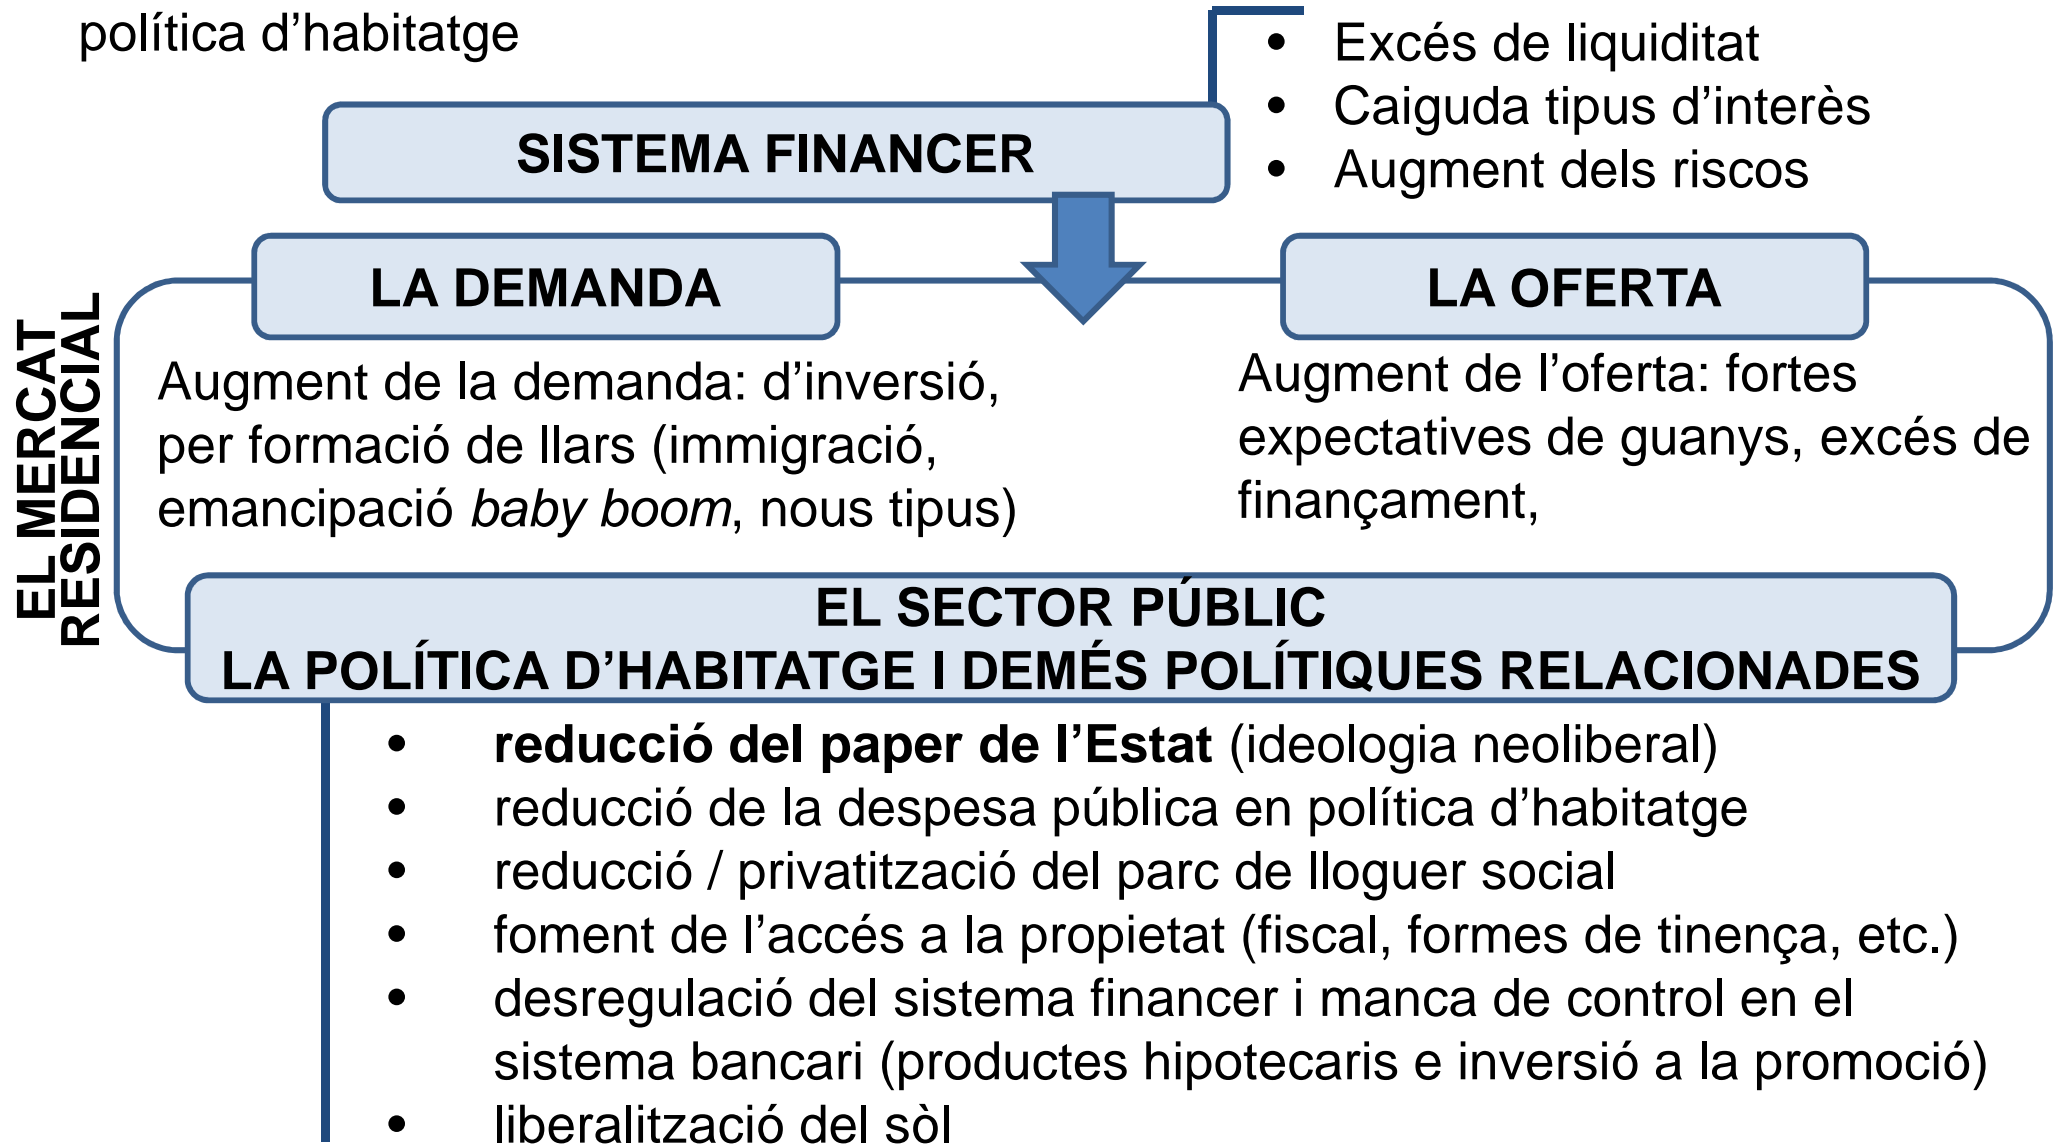 política d’habitatge
• Excés de liquiditat
• Caiguda tipus d’interès
• Augment dels riscos
SISTEMA FINANCER
LA DEMANDA
LA OFERTA
EL MERCAT
RESIDENCIAL
Augment de la demanda: d’inversió,
per formació de llars (immigració,
emancipació baby boom, nous tipus)
Augment de l’oferta: fortes
expectatives de guanys, excés de
finançament,
EL SECTOR PÚBLIC
LA POLÍTICA D’HABITATGE I DEMÉS POLÍTIQUES RELACIONADES
• reducció del paper de l’Estat (ideologia neoliberal)
• reducció de la despesa pública en política d’habitatge
• reducció / privatització del parc de lloguer social
• foment de l’accés a la propietat (fiscal, formes de tinença, etc.)
• desregulació del sistema financer i manca de control en el
sistema bancari (productes hipotecaris e inversió a la promoció)
• liberalització del sòl